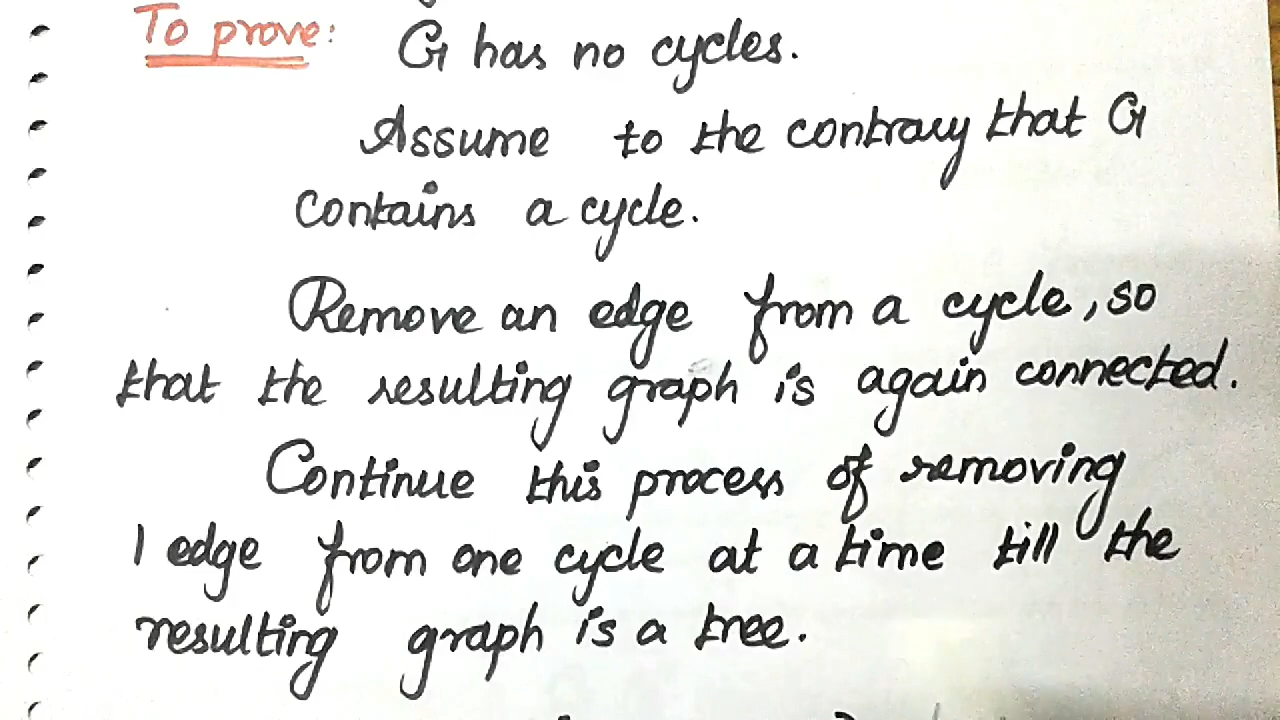 To prove: G has no cycles.
Assume to the contrary that G
contains a cycle.
Remove an edge from a cycle, so
that the resulting graph is again connected.
Continue this process of removing
1 edge from one cycle at a time till the
resulting graph is a tree.